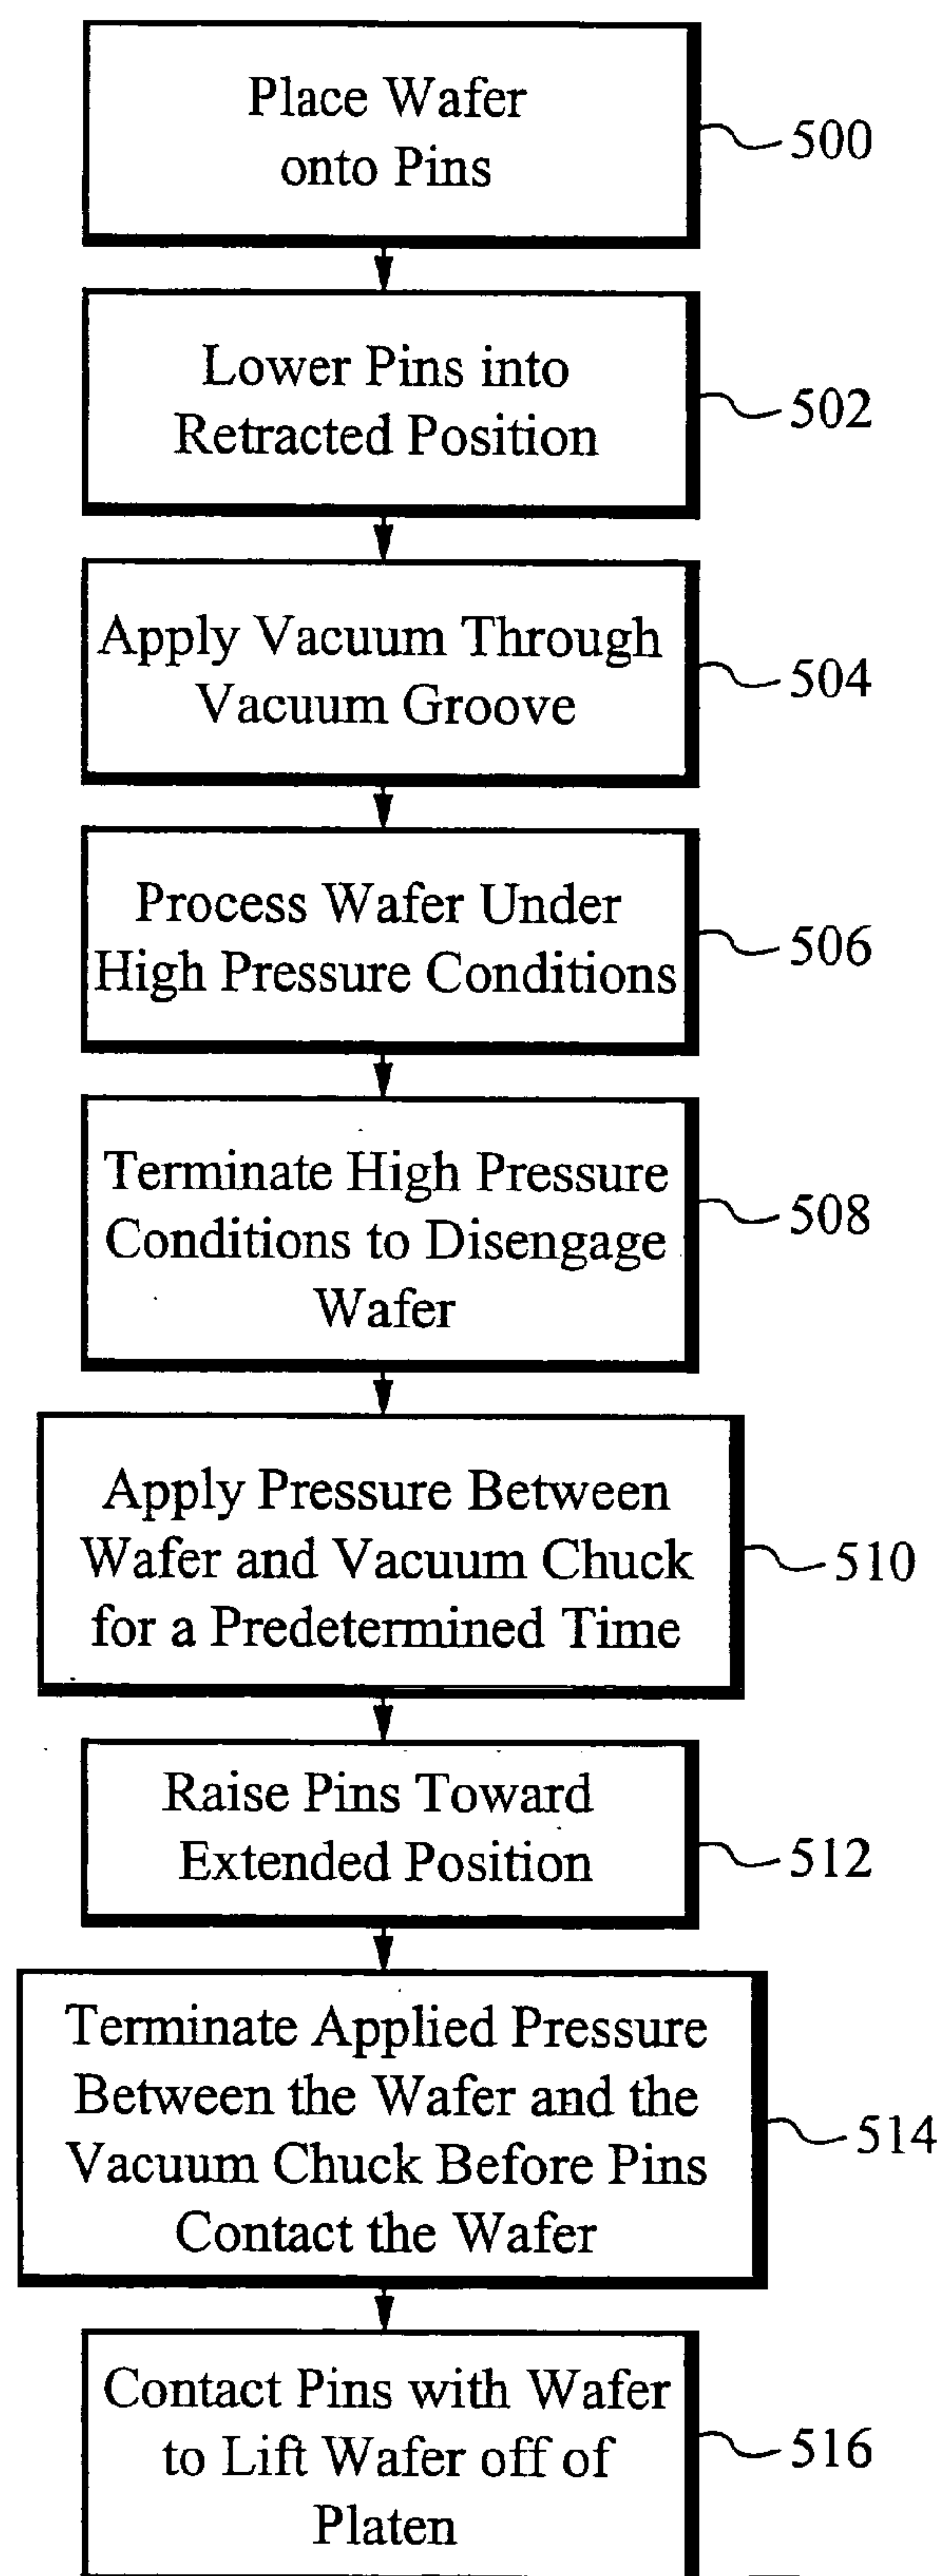 Place Wafer
onto Pins
500
Lower Pins into
Retracted Position
502
Apply Vacuum Through
Vacuum Groove
504
Process Wafer Under
High Pressure Conditions
506
Terminate High Pressure
Conditions to Disengage
Wafer
508
Apply Pressure Between
Wafer and Vacuum Chuck
for a Predetermined Time
510
Raise Pins Toward
Extended Position
512
Terminate Applied Pressure
Between the Wafer and the
Vacuum Chuck Before Pins
Contact the Wafer
514
Contact Pins with Wafer
to Lift Wafer off of
Platen
516